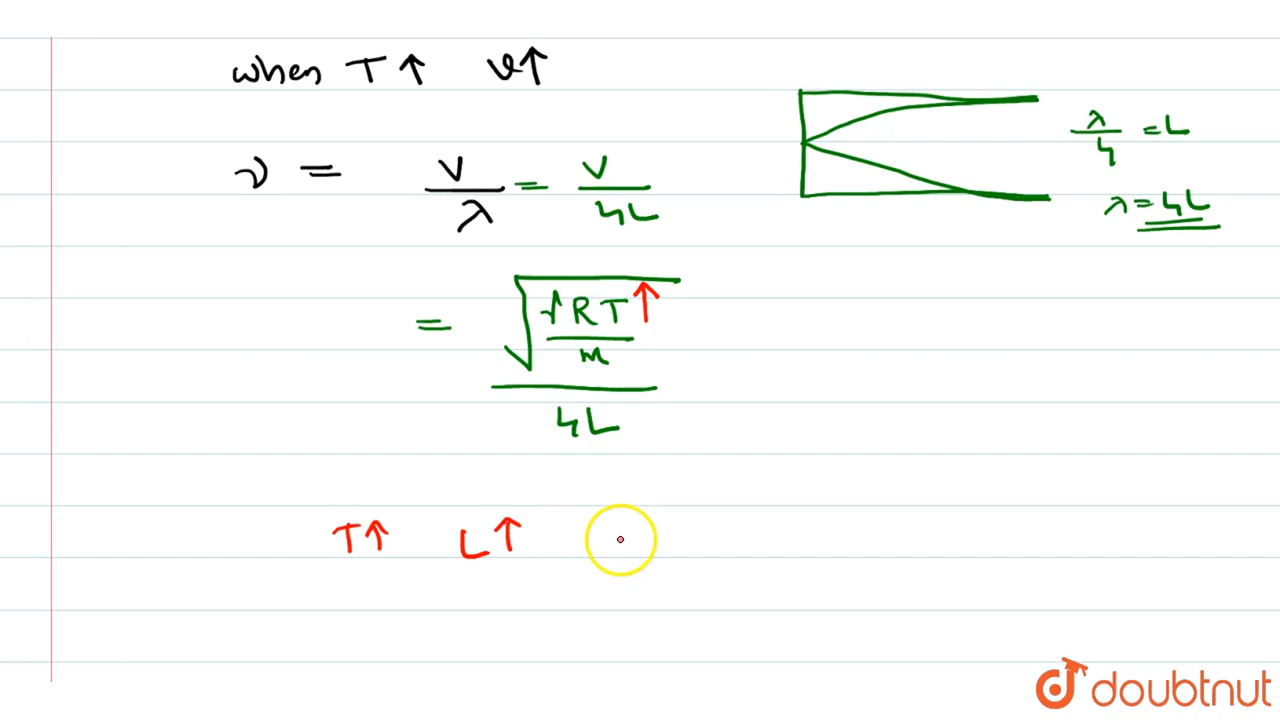 when T↑ v↑
ν = V/λ = V/4L
λ/4 = L
λ = 4L
= √(γRT↑/m)/4L
T↑ L↑
doubtnut